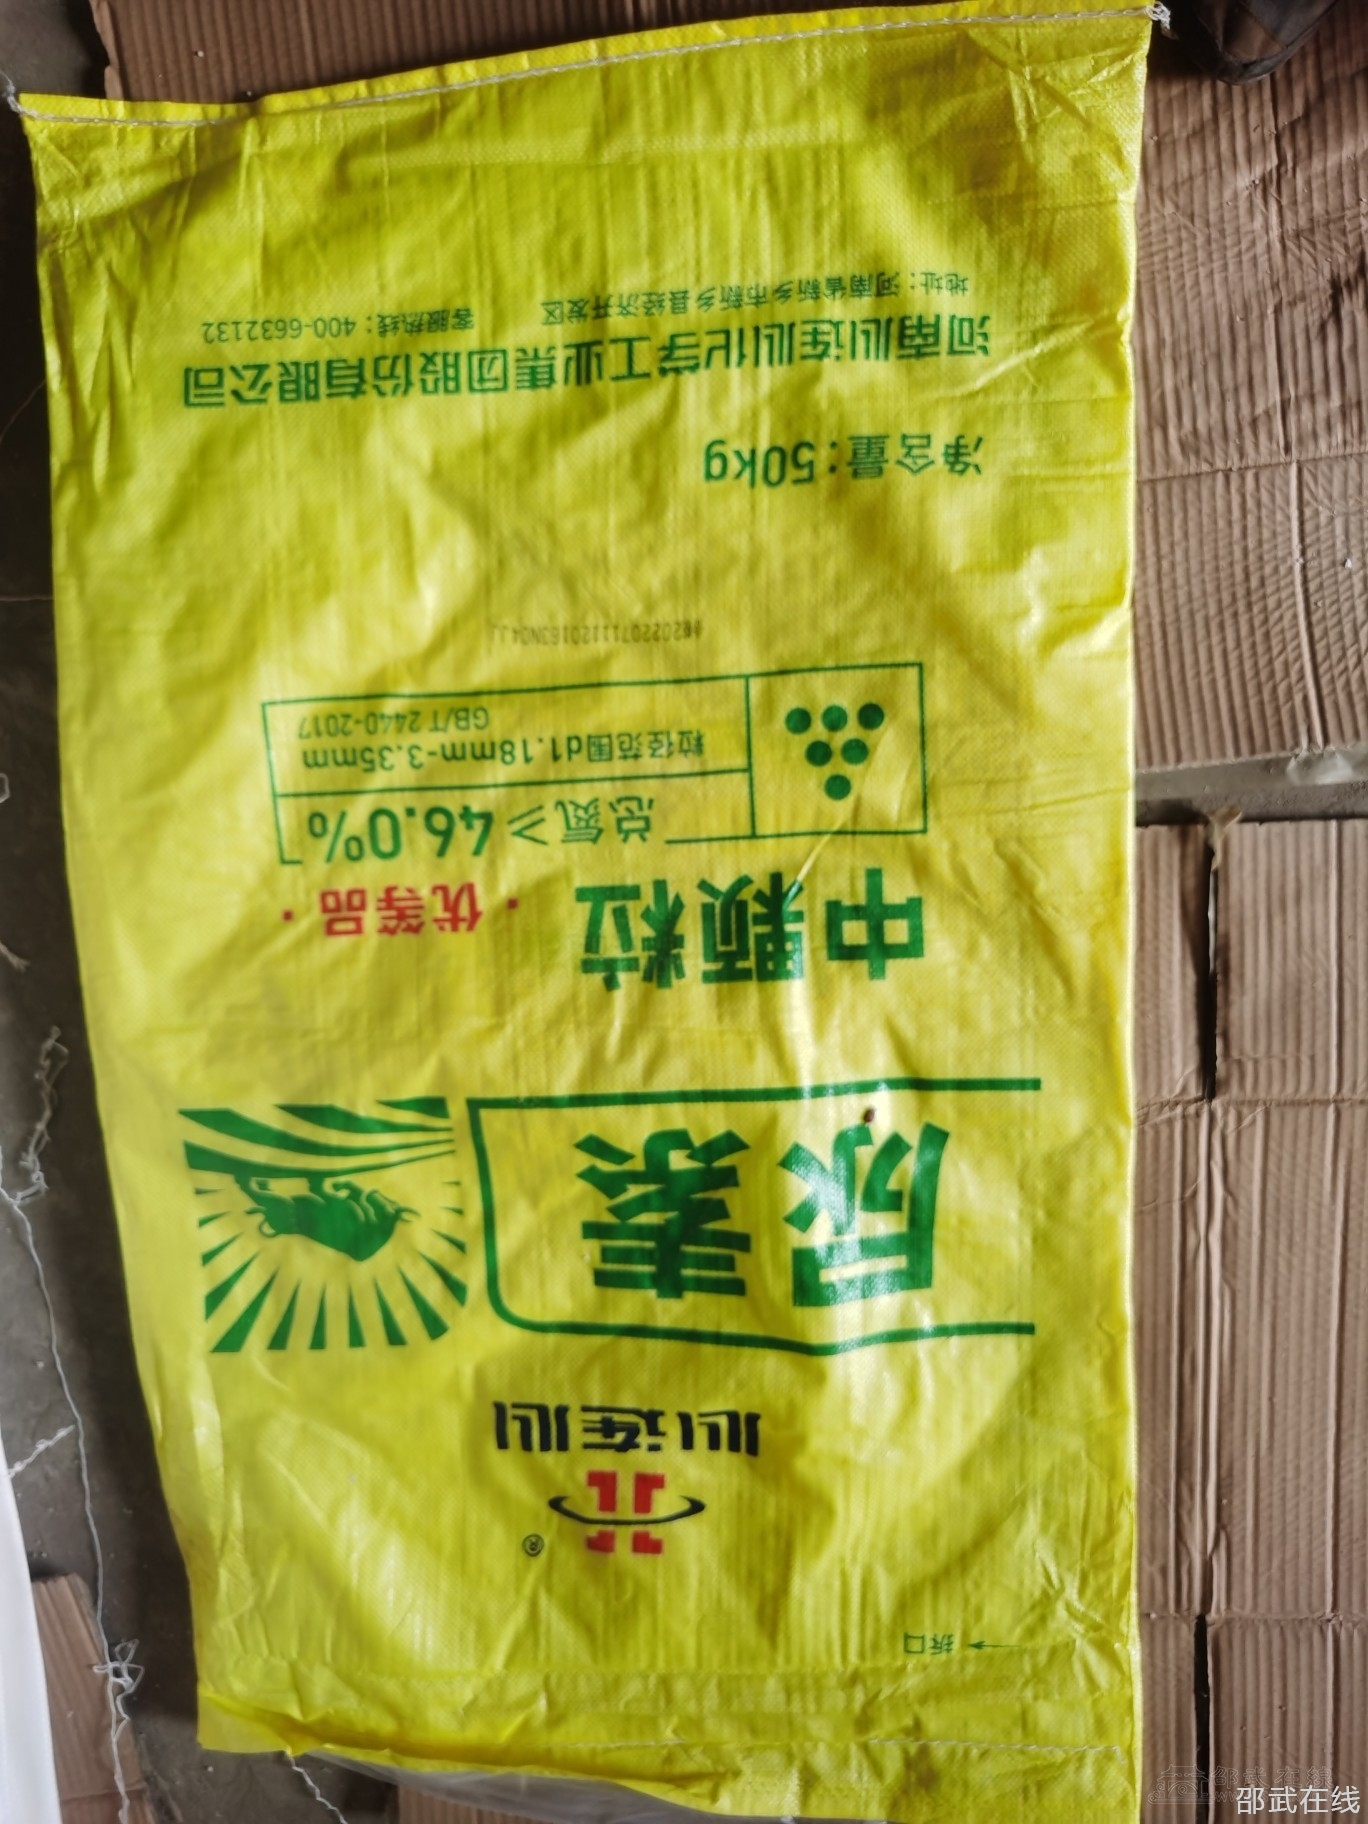 拆口
®
心连心
尿素
中颗粒
·优等品·
总氮≥46.0%
粒径范围d1.18mm-3.35mm
GB/T 2440-2017
净含量:50kg
河南心连心化学工业集团股份有限公司
地址：河南省新乡市新乡县经济开发区 客服热线：400-6632132
邵武在线